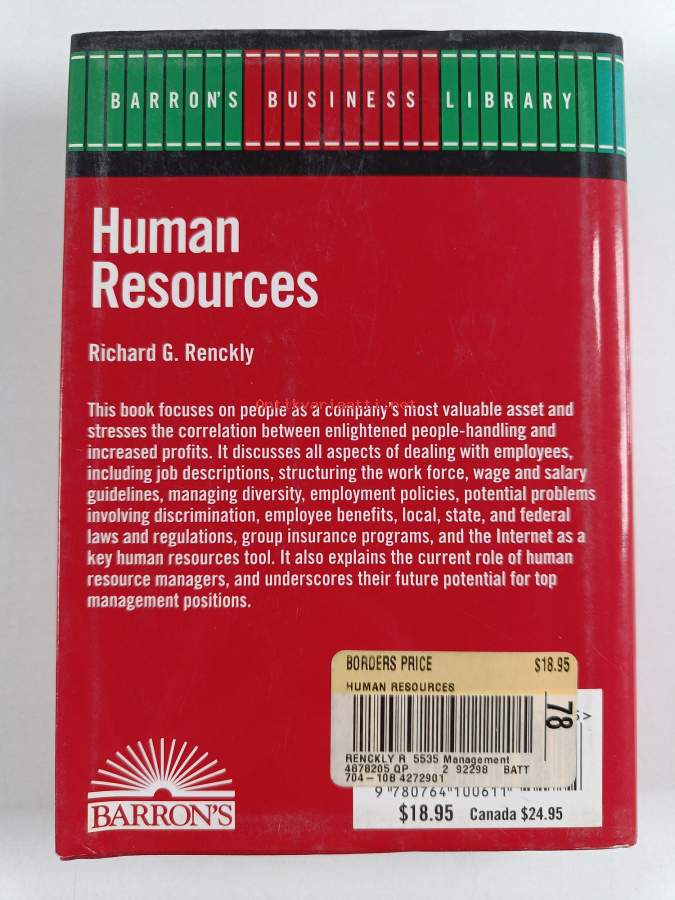 BARRON'S BUSINESS LIBRARY
Human
Resources
Richard G. Renckly
Antikvariaatti.net
This book focuses on people as a company's most valuable asset and
stresses the correlation between enlightened people-handling and
increased profits. It discusses all aspects of dealing with employees,
including job descriptions, structuring the work force, wage and salary
guidelines, managing diversity, employment policies, potential problems
involving discrimination, employee benefits, local, state, and federal
laws and regulations, group insurance programs, and the Internet as a
key human resources tool. It also explains the current role of human
resource managers, and underscores their future potential for top
management positions.
BORDERS PRICE $18.95
HUMAN RESOURCES
78
RENCKLY R 5535 Management
4878205 QP 2 92298 BATT
704-108 4272901
9 780764 100611
$18.95 Canada $24.95
BARRON'S